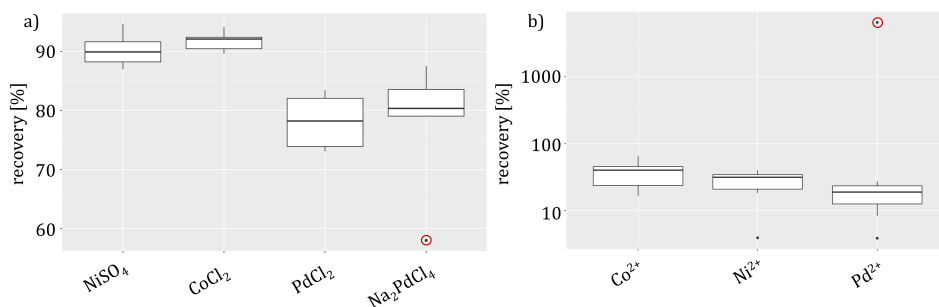 a)
recovery [%]
90
80
70
60
NiSO₄
CoCl₂
PdCl₂
Na₂PdCl₄
b)
recovery [%]
1000
100
10
Co²⁺
Ni²⁺
Pd²⁺